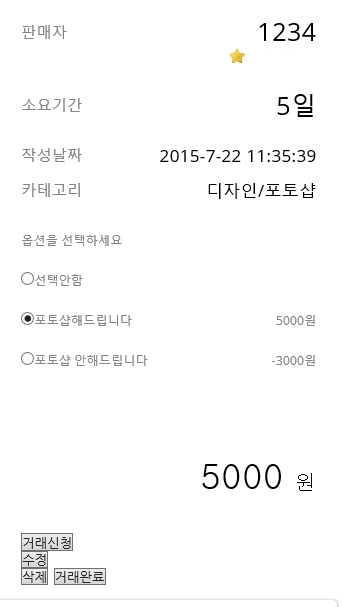 판매자 1234
소요기간 5일
작성날짜 2015-7-22 11:35:39
카테고리 디자인/포토샵
옵션을 선택하세요
선택안함
포토샵해드립니다 5000원
포토샵 안해드립니다 -3000원
5000 원
거래신청
수정
삭제 거래완료